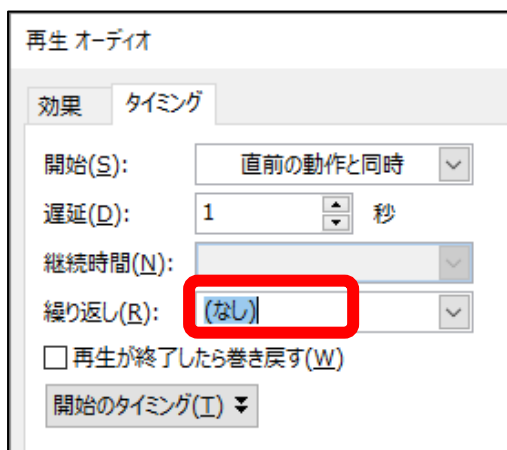 再生 オーディオ
効果 タイミング
開始(S): 直前の動作と同時
遅延(D): 1 秒
継続時間(N):
繰り返し(R): (なし)
再生が終了したら巻き戻す(W)
開始のタイミング(T)